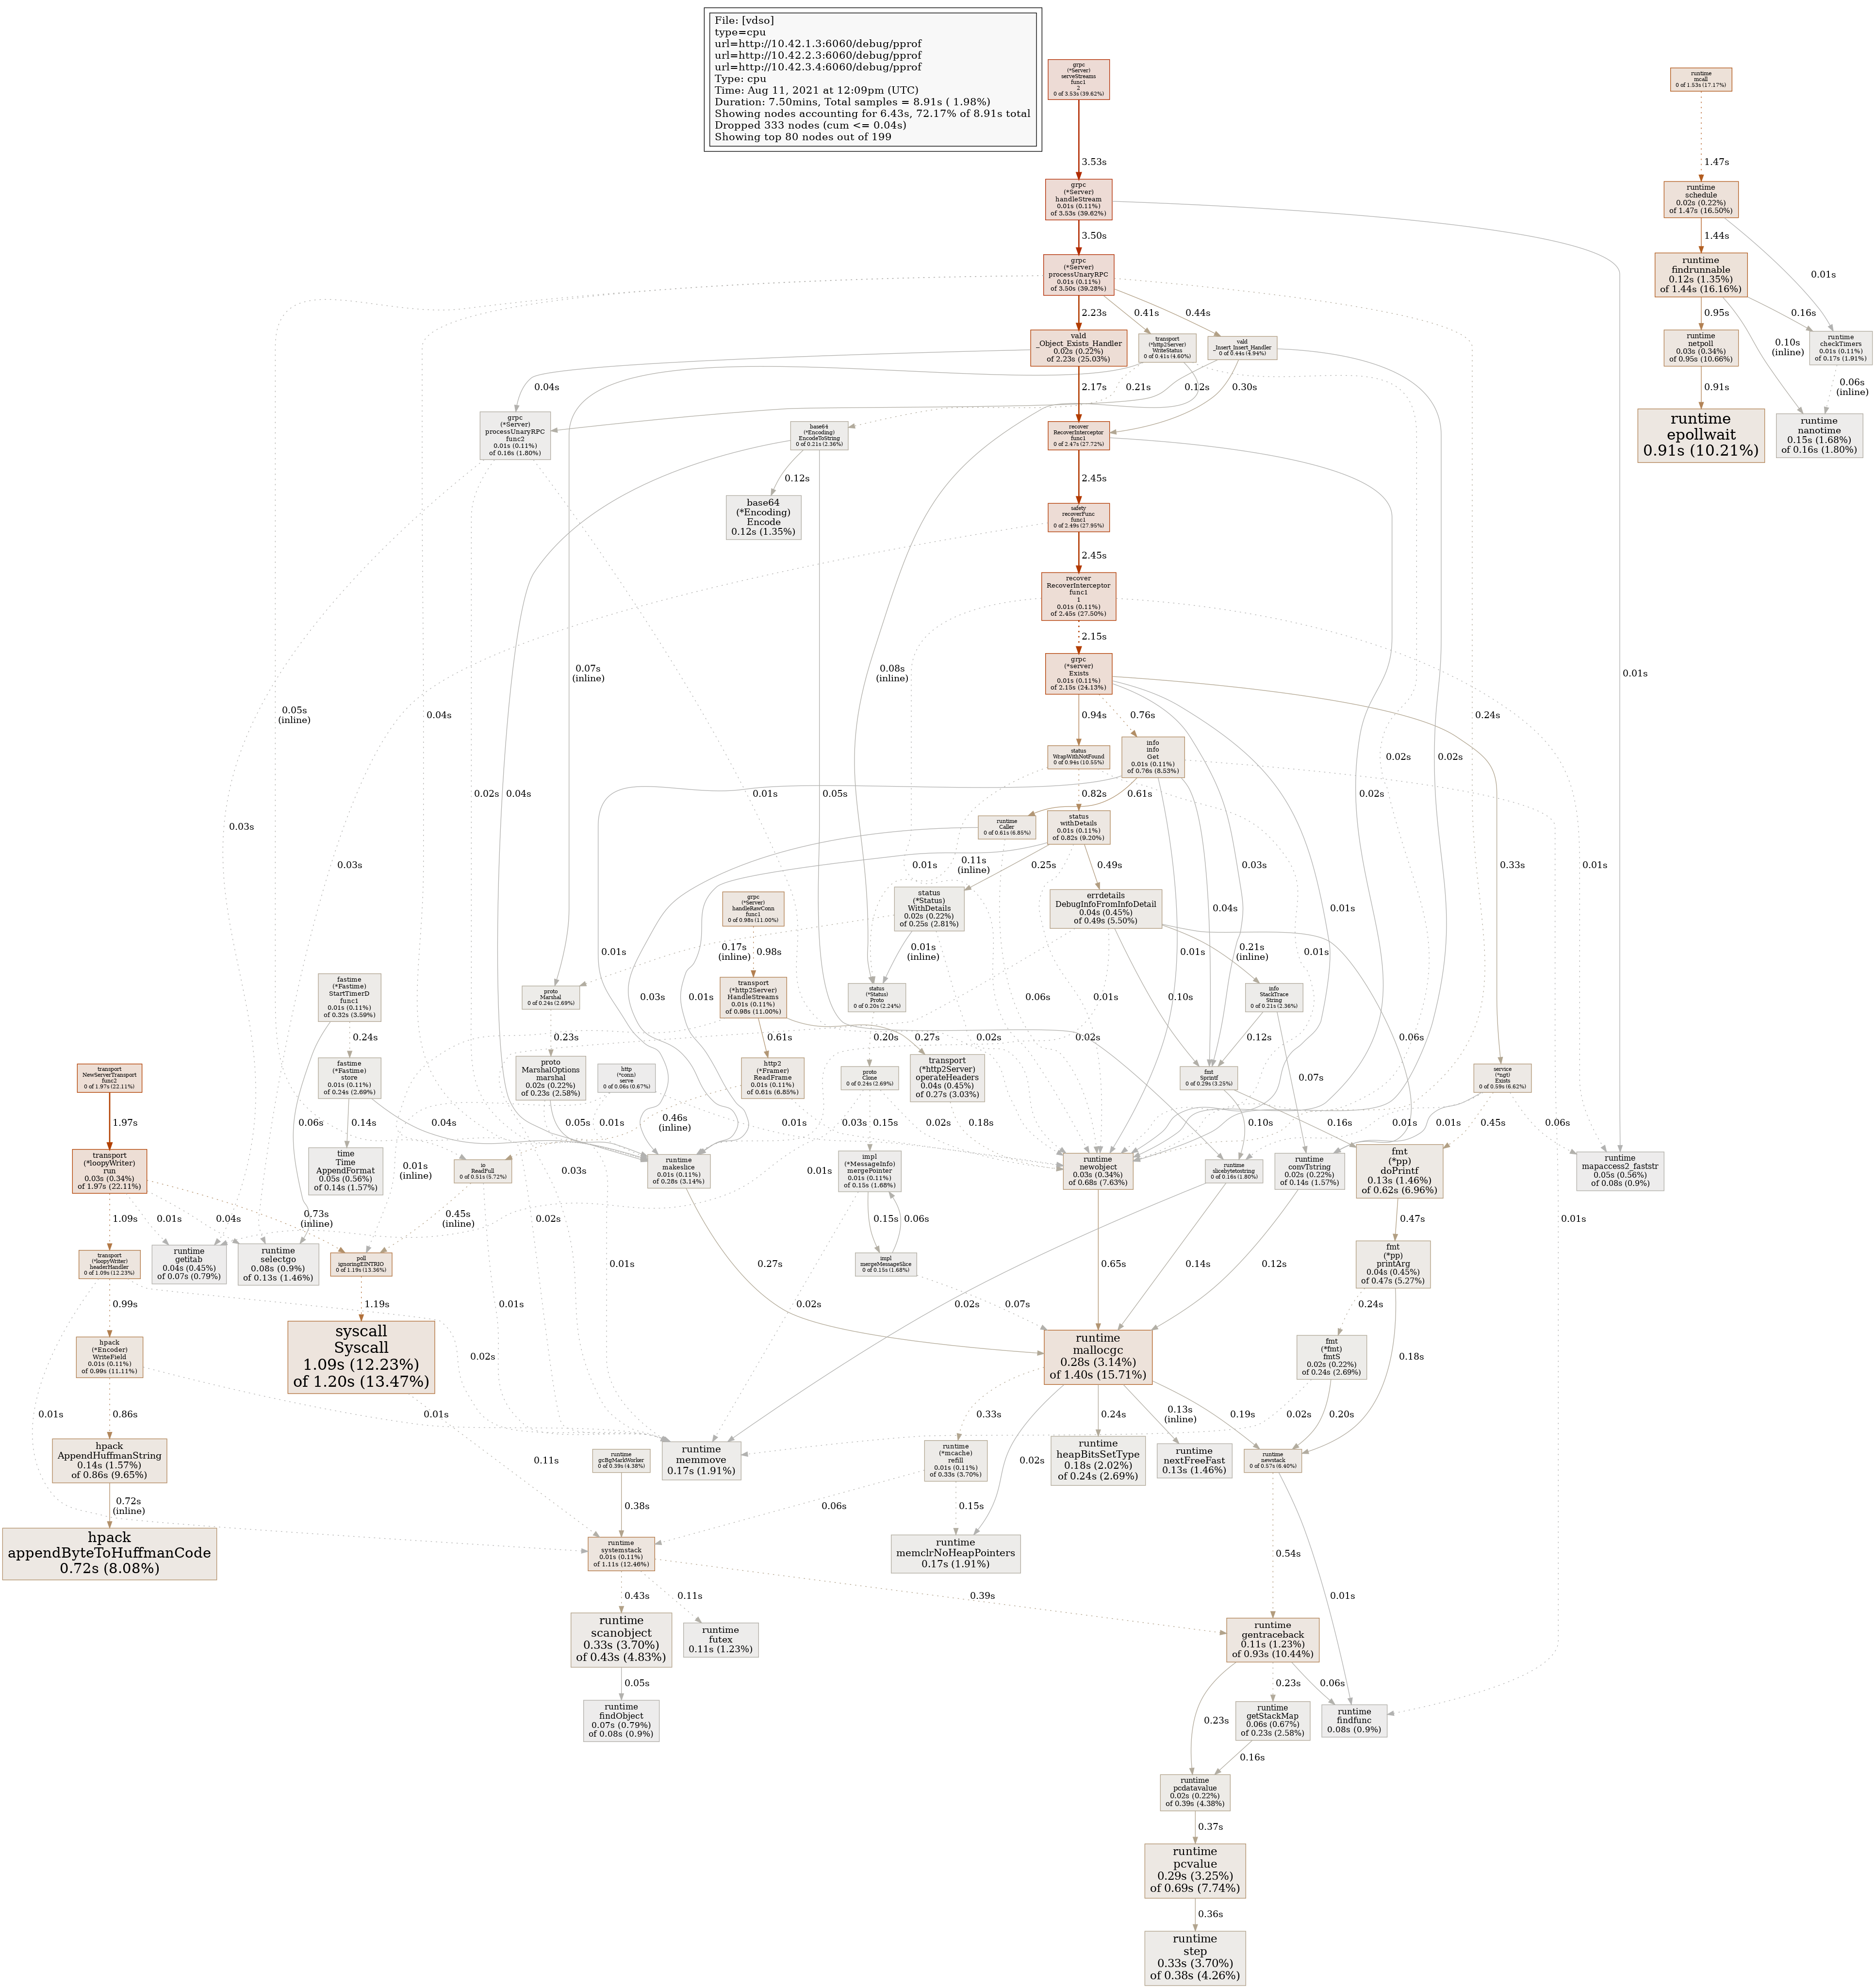 File: [vdso]
type=cpu
url=http://10.42.1.3:6060/debug/pprof
url=http://10.42.2.3:6060/debug/pprof
url=http://10.42.3.4:6060/debug/pprof
Type: cpu
Time: Aug 11, 2021 at 12:09pm (UTC)
Duration: 7.50mins, Total samples = 8.91s ( 1.98%)
Showing nodes accounting for 6.43s, 72.17% of 8.91s total
Dropped 333 nodes (cum <= 0.04s)
Showing top 80 nodes out of 199
grpc
(*Server)
serveStreams
func1
2
0 of 3.53s (39.62%)
runtime
mcall
0 of 1.53s (17.17%)
3.53s
1.47s
grpc
(*Server)
handleStream
0.01s (0.11%)
of 3.53s (39.62%)
runtime
schedule
0.02s (0.22%)
of 1.47s (16.50%)
3.50s
1.44s
0.01s
grpc
(*Server)
processUnaryRPC
0.01s (0.11%)
of 3.50s (39.28%)
runtime
findrunnable
0.12s (1.35%)
of 1.44s (16.16%)
2.23s
0.41s
0.44s
0.95s
0.16s
0.10s
(inline)
vald
_Object_Exists_Handler
0.02s (0.22%)
of 2.23s (25.03%)
transport
(*http2Server)
WriteStatus
0 of 0.41s (4.60%)
vald
_Insert_Insert_Handler
0 of 0.44s (4.94%)
runtime
netpoll
0.03s (0.34%)
of 0.95s (10.66%)
runtime
checkTimers
0.01s (0.11%)
of 0.17s (1.91%)
0.04s
2.17s
0.21s
0.12s
0.30s
0.91s
0.06s
(inline)
grpc
(*Server)
processUnaryRPC
func2
0.01s (0.11%)
of 0.16s (1.80%)
base64
(*Encoding)
EncodeToString
0 of 0.21s (2.36%)
recover
RecoverInterceptor
func1
0 of 2.47s (27.72%)
runtime
epollwait
0.91s (10.21%)
runtime
nanotime
0.15s (1.68%)
of 0.16s (1.80%)
0.12s
2.45s
base64
(*Encoding)
Encode
0.12s (1.35%)
safety
recoverFunc
func1
0 of 2.49s (27.95%)
2.45s
recover
RecoverInterceptor
func1
1
0.01s (0.11%)
of 2.45s (27.50%)
2.15s
grpc
(*server)
Exists
0.01s (0.11%)
of 2.15s (24.13%)
0.07s
(inline)
0.08s
(inline)
0.01s
0.05s
(inline)
0.04s
0.94s
0.76s
0.24s
0.02s
0.02s
status
WrapWithNotFound
0 of 0.94s (10.55%)
info
info
Get
0.01s (0.11%)
of 0.76s (8.53%)
0.02s
0.04s
0.01s
0.05s
0.82s
0.61s
0.02s
0.03s
runtime
Caller
0 of 0.61s (6.85%)
status
withDetails
0.01s (0.11%)
of 0.82s (9.20%)
0.03s
0.01s
0.11s
(inline)
0.25s
0.49s
0.03s
0.33s
0.01s
grpc
(*Server)
handleRawConn
func1
0 of 0.98s (11.00%)
status
(*Status)
WithDetails
0.02s (0.22%)
of 0.25s (2.81%)
errdetails
DebugInfoFromInfoDetail
0.04s (0.45%)
of 0.49s (5.50%)
0.04s
0.01s
0.98s
0.01s
0.17s
(inline)
0.01s
(inline)
0.01s
0.21s
(inline)
0.01s
fastime
(*Fastime)
StartTimerD
func1
0.01s (0.11%)
of 0.32s (3.59%)
proto
Marshal
0 of 0.24s (2.69%)
transport
(*http2Server)
HandleStreams
0.01s (0.11%)
of 0.98s (11.00%)
status
(*Status)
Proto
0 of 0.20s (2.24%)
info
StackTrace
String
0 of 0.21s (2.36%)
0.03s
0.01s
0.06s
0.01s
0.10s
0.24s
0.23s
0.61s
0.27s
0.20s
0.02s
0.02s
0.12s
0.06s
transport
NewServerTransport
func2
0 of 1.97s (22.11%)
fastime
(*Fastime)
store
0.01s (0.11%)
of 0.24s (2.69%)
proto
MarshalOptions
marshal
0.02s (0.22%)
of 0.23s (2.58%)
http
(*conn)
serve
0 of 0.06s (0.67%)
http2
(*Framer)
ReadFrame
0.01s (0.11%)
of 0.61s (6.85%)
proto
Clone
0 of 0.24s (2.69%)
transport
(*http2Server)
operateHeaders
0.04s (0.45%)
of 0.27s (3.03%)
fmt
Sprintf
0 of 0.29s (3.25%)
service
(*ngt)
Exists
0 of 0.59s (6.62%)
1.97s
0.06s
0.14s
0.04s
0.05s
0.01s
0.46s
(inline)
0.01s
0.03s
0.15s
0.02s
0.18s
0.01s
0.10s
0.07s
0.16s
0.01s
0.45s
0.06s
transport
(*loopyWriter)
run
0.03s (0.34%)
of 1.97s (22.11%)
time
Time
AppendFormat
0.05s (0.56%)
of 0.14s (1.57%)
io
ReadFull
0 of 0.51s (5.72%)
runtime
makeslice
0.01s (0.11%)
of 0.28s (3.14%)
impl
(*MessageInfo)
mergePointer
0.01s (0.11%)
of 0.15s (1.68%)
runtime
newobject
0.03s (0.34%)
of 0.68s (7.63%)
runtime
slicebytetostring
0 of 0.16s (1.80%)
runtime
convTstring
0.02s (0.22%)
of 0.14s (1.57%)
fmt
(*pp)
doPrintf
0.13s (1.46%)
of 0.62s (6.96%)
runtime
mapaccess2_faststr
0.05s (0.56%)
of 0.08s (0.9%)
0.01s
(inline)
0.03s
0.01s
1.09s
0.01s
0.04s
0.73s
(inline)
0.45s
(inline)
0.02s
0.15s
0.06s
0.47s
0.01s
transport
(*loopyWriter)
headerHandler
0 of 1.09s (12.23%)
runtime
getitab
0.04s (0.45%)
of 0.07s (0.79%)
runtime
selectgo
0.08s (0.9%)
of 0.13s (1.46%)
poll
ignoringEINTRIO
0 of 1.19s (13.36%)
0.01s
0.27s
impl
mergeMessageSlice
0 of 0.15s (1.68%)
0.65s
0.14s
0.12s
fmt
(*pp)
printArg
0.04s (0.45%)
of 0.47s (5.27%)
0.99s
1.19s
0.01s
0.02s
0.07s
0.02s
0.24s
hpack
(*Encoder)
WriteField
0.01s (0.11%)
of 0.99s (11.11%)
syscall
Syscall
1.09s (12.23%)
of 1.20s (13.47%)
0.02s
runtime
mallocgc
0.28s (3.14%)
of 1.40s (15.71%)
fmt
(*fmt)
fmtS
0.02s (0.22%)
of 0.24s (2.69%)
0.18s
0.01s
0.86s
0.01s
0.11s
0.33s
0.24s
0.13s
(inline)
0.19s
0.02s
0.20s
hpack
AppendHuffmanString
0.14s (1.57%)
of 0.86s (9.65%)
runtime
gcBgMarkWorker
0 of 0.39s (4.38%)
runtime
memmove
0.17s (1.91%)
runtime
(*mcache)
refill
0.01s (0.11%)
of 0.33s (3.70%)
0.02s
runtime
heapBitsSetType
0.18s (2.02%)
of 0.24s (2.69%)
runtime
nextFreeFast
0.13s (1.46%)
runtime
newstack
0 of 0.57s (6.40%)
0.72s
(inline)
0.38s
0.06s
0.15s
hpack
appendByteToHuffmanCode
0.72s (8.08%)
runtime
systemstack
0.01s (0.11%)
of 1.11s (12.46%)
runtime
memclrNoHeapPointers
0.17s (1.91%)
0.54s
0.01s
0.43s
0.11s
0.39s
runtime
scanobject
0.33s (3.70%)
of 0.43s (4.83%)
runtime
futex
0.11s (1.23%)
runtime
gentraceback
0.11s (1.23%)
of 0.93s (10.44%)
0.05s
0.23s
0.23s
0.06s
runtime
findObject
0.07s (0.79%)
of 0.08s (0.9%)
runtime
getStackMap
0.06s (0.67%)
of 0.23s (2.58%)
runtime
findfunc
0.08s (0.9%)
0.16s
runtime
pcdatavalue
0.02s (0.22%)
of 0.39s (4.38%)
0.37s
runtime
pcvalue
0.29s (3.25%)
of 0.69s (7.74%)
0.36s
runtime
step
0.33s (3.70%)
of 0.38s (4.26%)